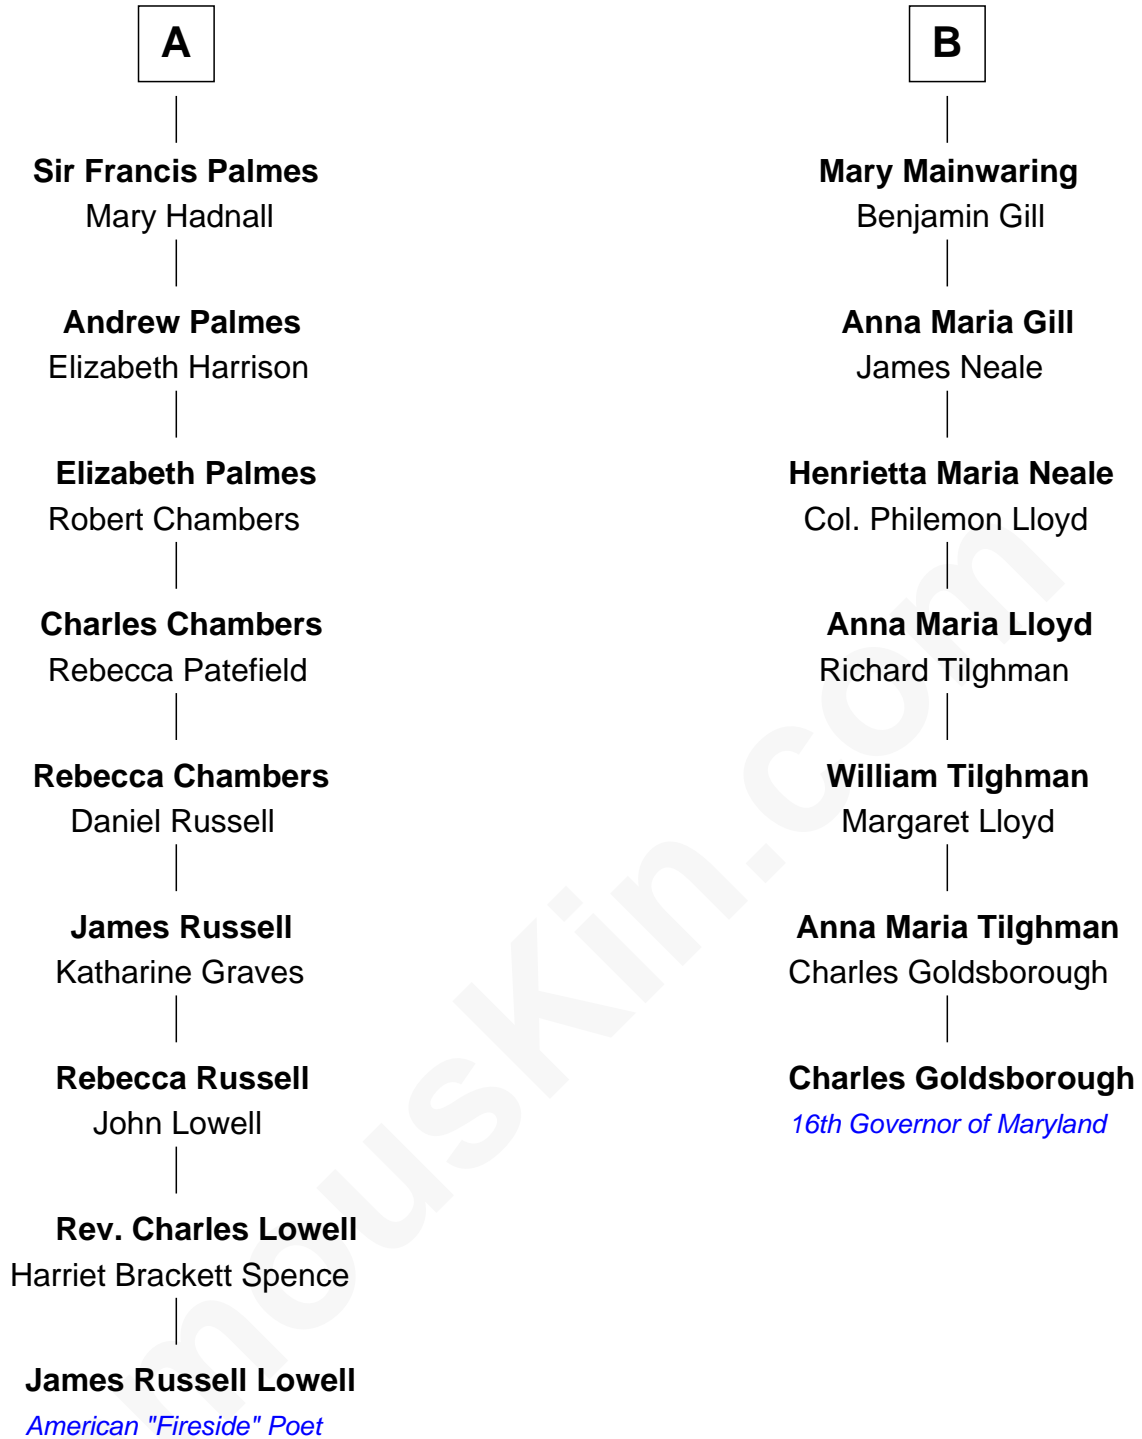 A
Sir Francis Palmes
Mary Hadnall
Andrew Palmes
Elizabeth Harrison
Elizabeth Palmes
Robert Chambers
Charles Chambers
Rebecca Patefield
Rebecca Chambers
Daniel Russell
James Russell
Katharine Graves
Rebecca Russell
John Lowell
Rev. Charles Lowell
Harriet Brackett Spence
James Russell Lowell
American "Fireside" Poet
B
Mary Mainwaring
Benjamin Gill
Anna Maria Gill
James Neale
Henrietta Maria Neale
Col. Philemon Lloyd
Anna Maria Lloyd
Richard Tilghman
William Tilghman
Margaret Lloyd
Anna Maria Tilghman
Charles Goldsborough
Charles Goldsborough
16th Governor of Maryland
mousKin.com